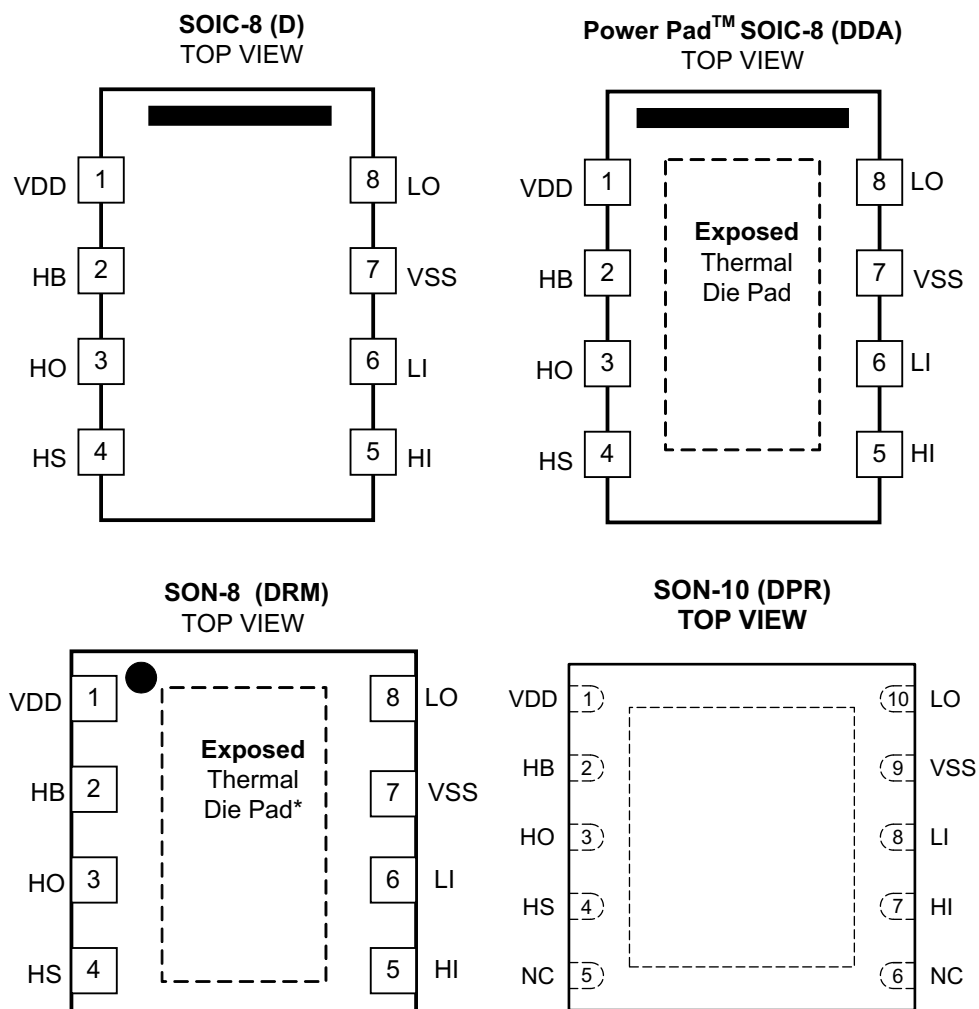 SOIC-8 (D)
TOP VIEW
VDD 1 8 LO
HB 2 7 VSS
HO 3 6 LI
HS 4 5 HI
Power Pad™ SOIC-8 (DDA)
TOP VIEW
VDD 1 8 LO
Exposed
Thermal
Die Pad
HB 2 7 VSS
HO 3 6 LI
HS 4 5 HI
SON-8 (DRM)
TOP VIEW
VDD 1 8 LO
Exposed
Thermal
Die Pad*
HB 2 7 VSS
HO 3 6 LI
HS 4 5 HI
SON-10 (DPR)
TOP VIEW
VDD 1 10 LO
HB 2 9 VSS
HO 3 8 LI
HS 4 7 HI
NC 5 6 NC